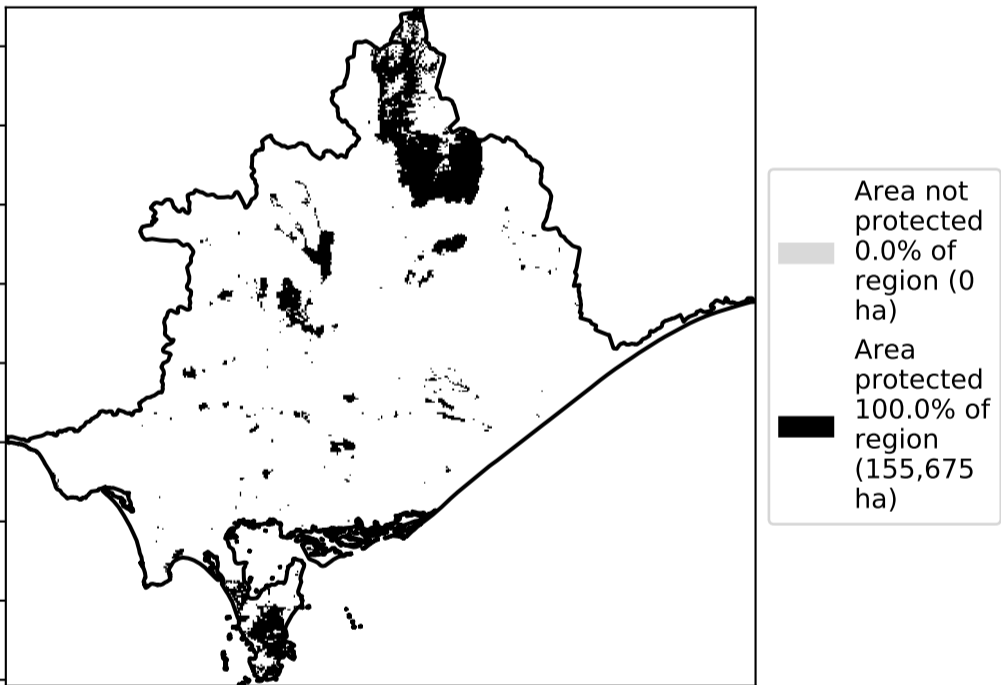 Area not
protected
0.0% of
region (0
ha)
Area
protected
100.0% of
region
(155,675
ha)